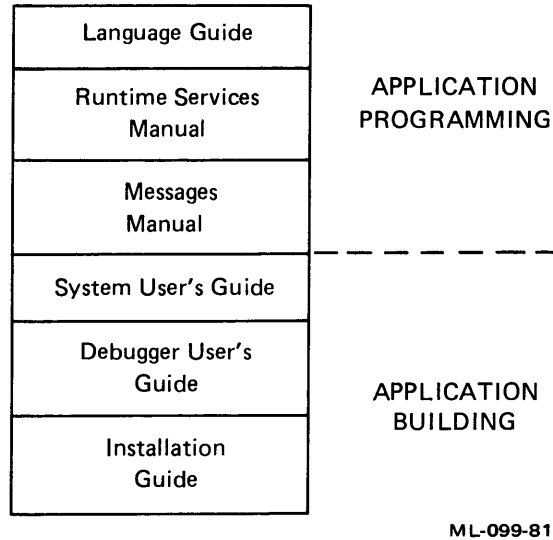 Language Guide
Runtime Services
Manual
Messages
Manual
System User's Guide
Debugger User's
Guide
Installation
Guide
APPLICATION
PROGRAMMING
APPLICATION
BUILDING
ML-099-81